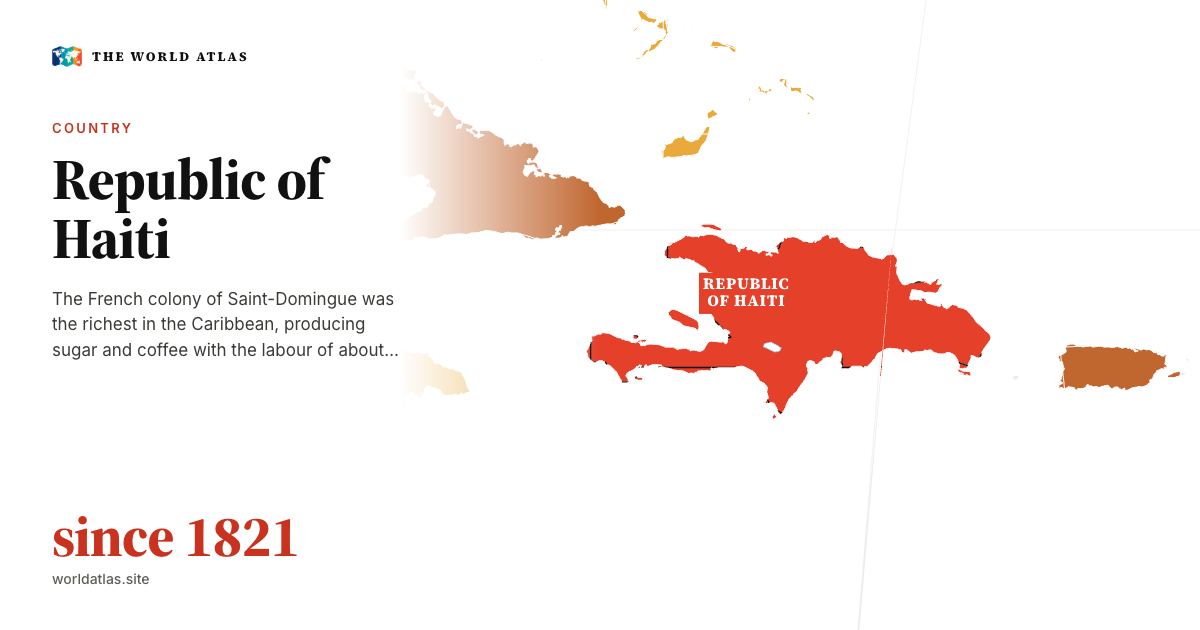 THE WORLD ATLAS
COUNTRY
Republic of
Haiti
The French colony of Saint-Domingue was
the richest in the Caribbean, producing
sugar and coffee with the labour of about...
REPUBLIC
OF HAITI
since 1821
worldatlas.site